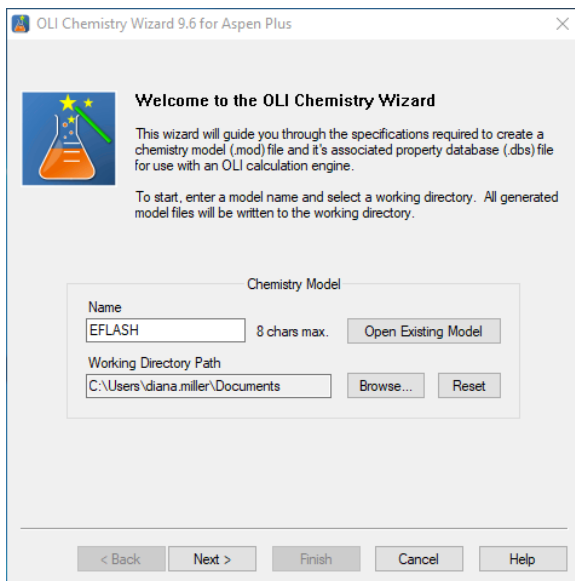 OLI Chemistry Wizard 9.6 for Aspen Plus
Welcome to the OLI Chemistry Wizard
This wizard will guide you through the specifications required to create a
chemistry model (.mod) file and it's associated property database (.dbs) file
for use with an OLI calculation engine.
To start, enter a model name and select a working directory. All generated
model files will be written to the working directory.
Chemistry Model
Name
EFLASH 8 chars max. Open Existing Model
Working Directory Path
C:\Users\diana.miller\Documents Browse... Reset
< Back Next > Finish Cancel Help